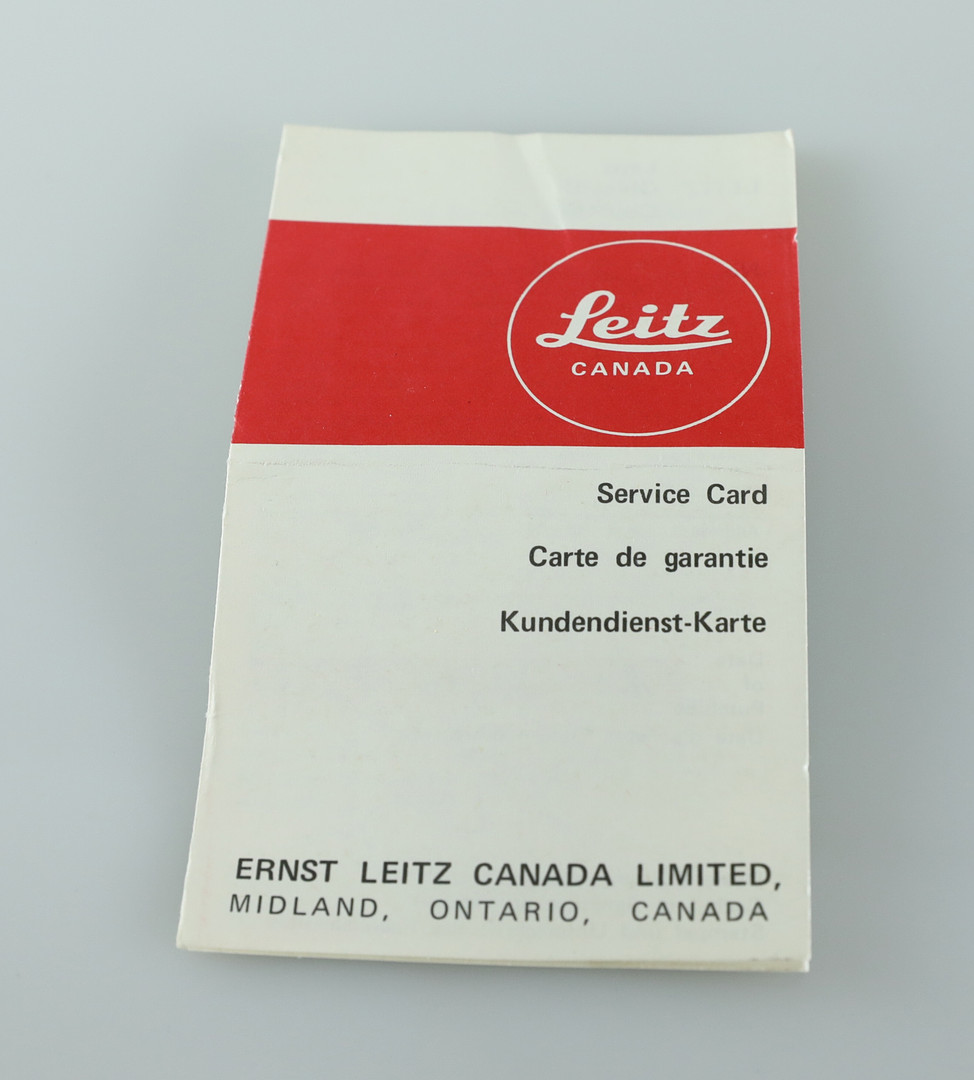 Leitz
CANADA
Service Card
Carte de garantie
Kundendienst-Karte
ERNST LEITZ CANADA LIMITED,
MIDLAND, ONTARIO, CANADA